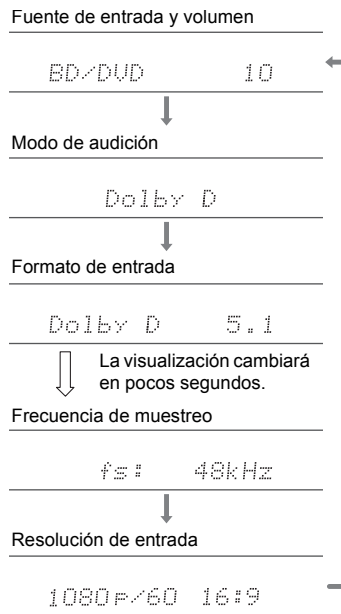 Fuente de entrada y volumen
BD/DVD 10
Modo de audición
Dolby D
Formato de entrada
Dolby D 5.1
La visualización cambiará
en pocos segundos.
Frecuencia de muestreo
fs: 48kHz
Resolución de entrada
1080p/60 16:9